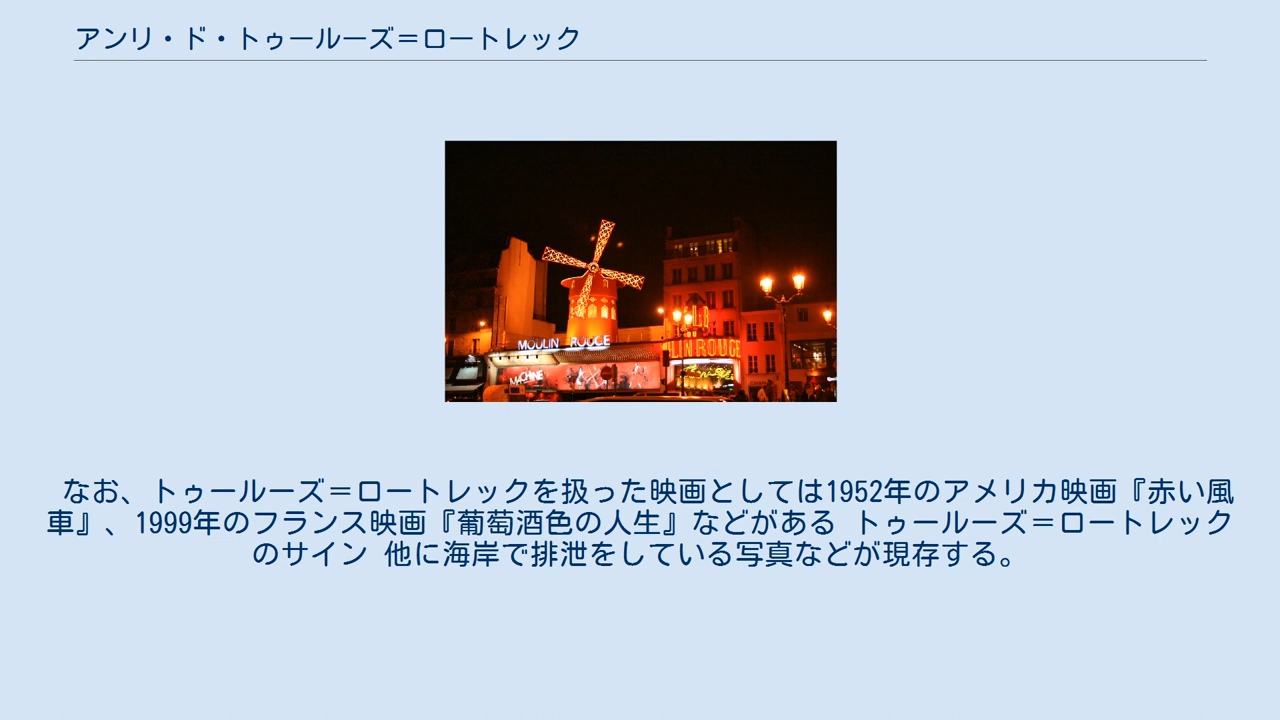 アンリ・ド・トゥールーズ＝ロートレック
MOULIN ROUGE
LIN ROUGE
MACHINE
なお、トゥールーズ＝ロートレックを扱った映画としては1952年のアメリカ映画『赤い風
車』、1999年のフランス映画『葡萄酒色の人生』などがある トゥールーズ＝ロートレック
のサイン 他に海岸で排泄をしている写真などが現存する。